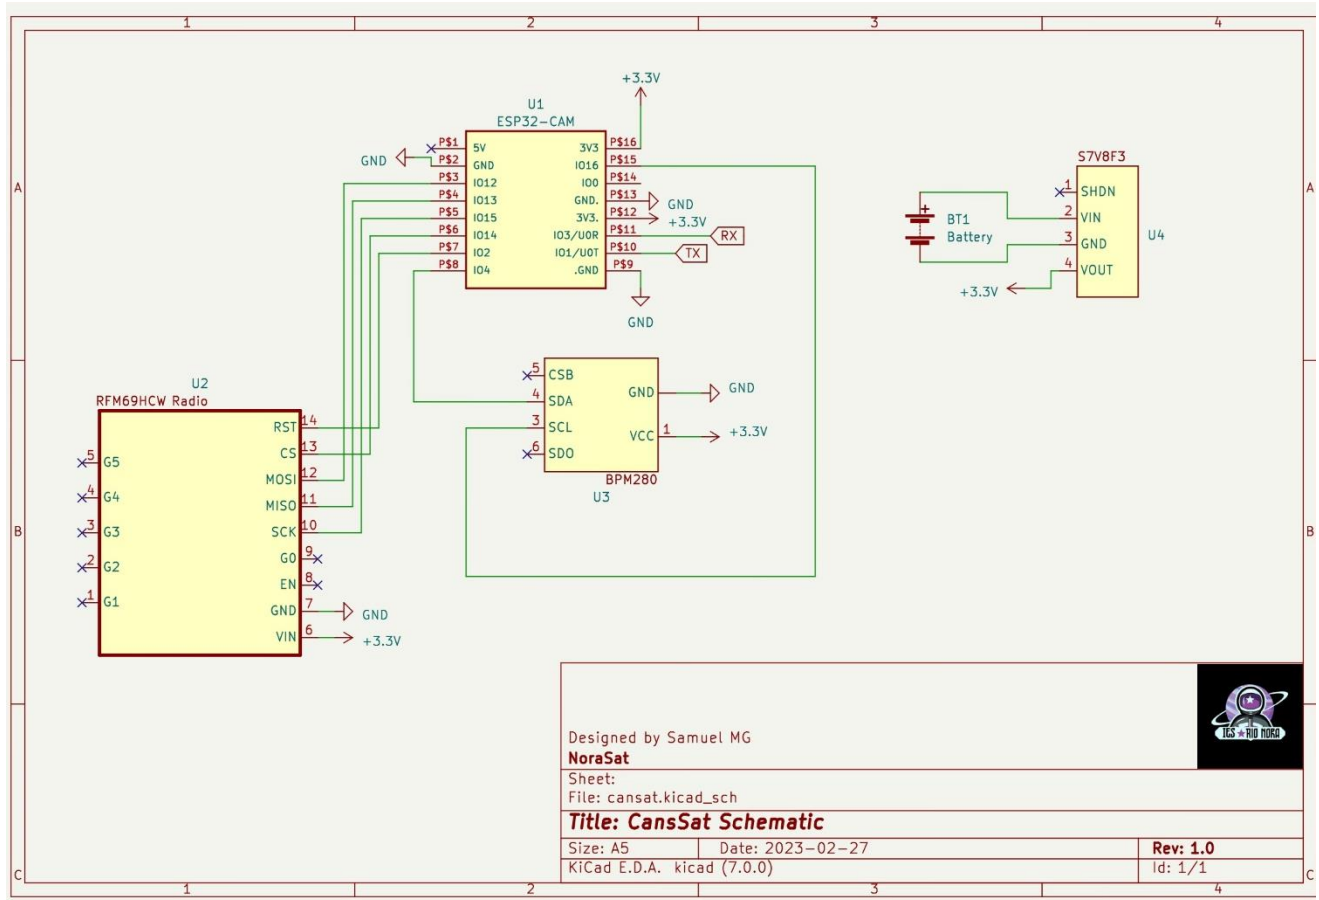 1 2 3 4
A
B
C
A
B
C
1 2 3 4
+3.3V
U1
ESP32-CAM
P$1 5V
P$2 GND
P$3 IO12
P$4 IO13
P$5 IO15
P$6 IO14
P$7 IO2
P$8 IO4
3V3 P$16
IO16 P$15
IO0 P$14
GND. P$13
3V3. P$12
IO3/U0R P$11
IO1/U0T P$10
.GND P$9
GND
GND
+3.3V
RX
TX
GND
S7V8F3
1 SHDN
2 VIN
3 GND
4 VOUT
U4
+
BT1
Battery
+3.3V
U2
RFM69HCW Radio
5 G5
4 G4
3 G3
2 G2
1 G1
RST 14
CS 13
MOSI 12
MISO 11
SCK 10
G0 9
EN 8
GND 7
VIN 6
GND
+3.3V
5 CSB
4 SDA
3 SCL
6 SDO
GND
VCC 1
GND
+3.3V
BPM280
U3
Designed by Samuel MG
NoraSat
Sheet:
File: cansat.kicad_sch
Title: CansSat Schematic
Size: A5 Date: 2023-02-27 Rev: 1.0
KiCad E.D.A. kicad (7.0.0) Id: 1/1
IES★RIO NORA